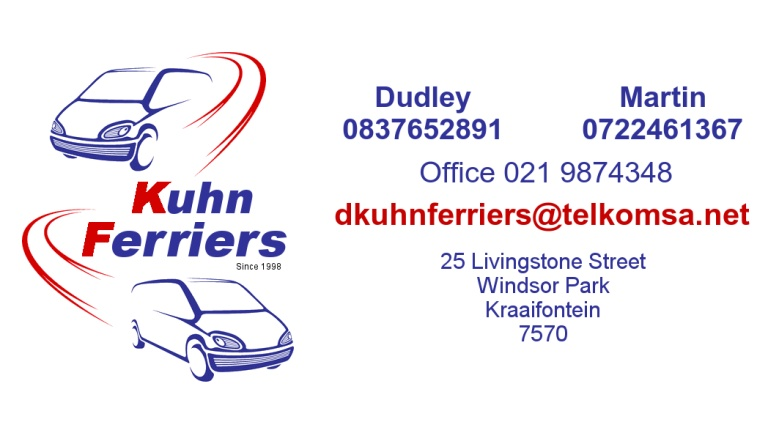 Kuhn
Ferriers
Since 1998
Dudley
0837652891
Martin
0722461367
Office 021 9874348
dkuhnferriers@telkomsa.net
25 Livingstone Street
Windsor Park
Kraaifontein
7570